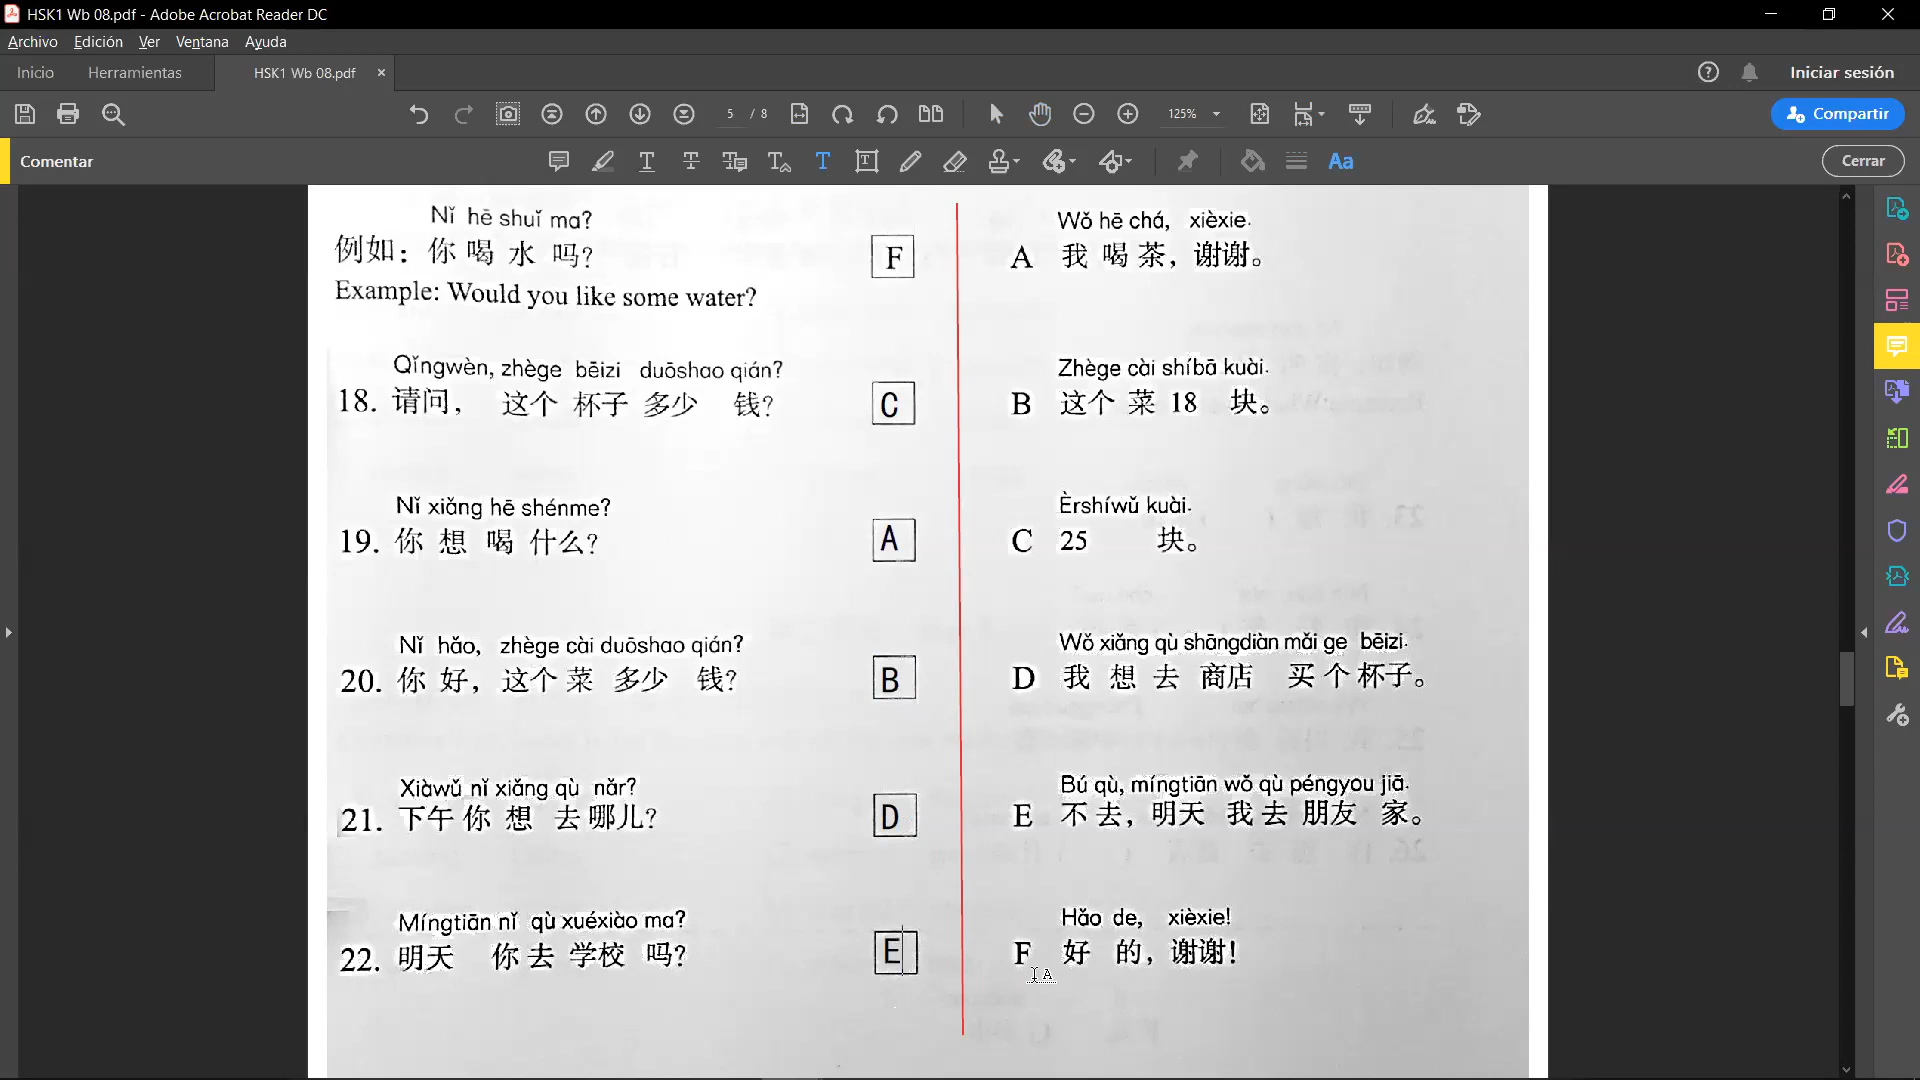 HSK1 Wb 08.pdf - Adobe Acrobat Reader DC
Archivo Edición Ver Ventana Ayuda
Inicio Herramientas HSK1 Wb 08.pdf × Iniciar sesión
5 / 8 125% Compartir
Comentar Aa Cerrar
Nǐ hē shuǐ ma?
例如：你喝水吗？ F
Example: Would you like some water?
Qǐngwèn, zhège bēizi duōshao qián?
18. 请问，这个杯子多少钱？ C
Nǐ xiǎng hē shénme?
19. 你想喝什么？ A
Nǐ hǎo, zhège cài duōshao qián?
20. 你好，这个菜多少钱？ B
Xiàwǔ nǐ xiǎng qù nǎr?
21. 下午你想去哪儿？ D
Míngtiān nǐ qù xuéxiào ma?
22. 明天你去学校吗？ E
Wǒ hē chá, xièxie.
A 我喝茶，谢谢。
Zhège cài shíbā kuài.
B 这个菜 18 块。
Èrshíwǔ kuài.
C 25 块。
Wǒ xiǎng qù shāngdiàn mǎi ge bēizi.
D 我想去商店买个杯子。
Bú qù, míngtiān wǒ qù péngyou jiā.
E 不去，明天我去朋友家。
Hǎo de, xièxie!
F 好的，谢谢！